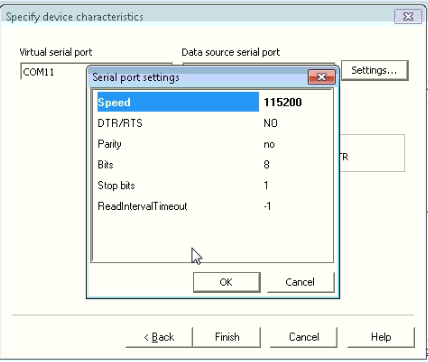 Specify device characteristics
Virtual serial port
Data source serial port
COM11
Settings...
Serial port settings
Speed 115200
DTR/RTS NO
Parity no
Bits 8
Stop bits 1
ReadIntervalTimeout -1
TR
OK
Cancel
< Back
Finish
Cancel
Help